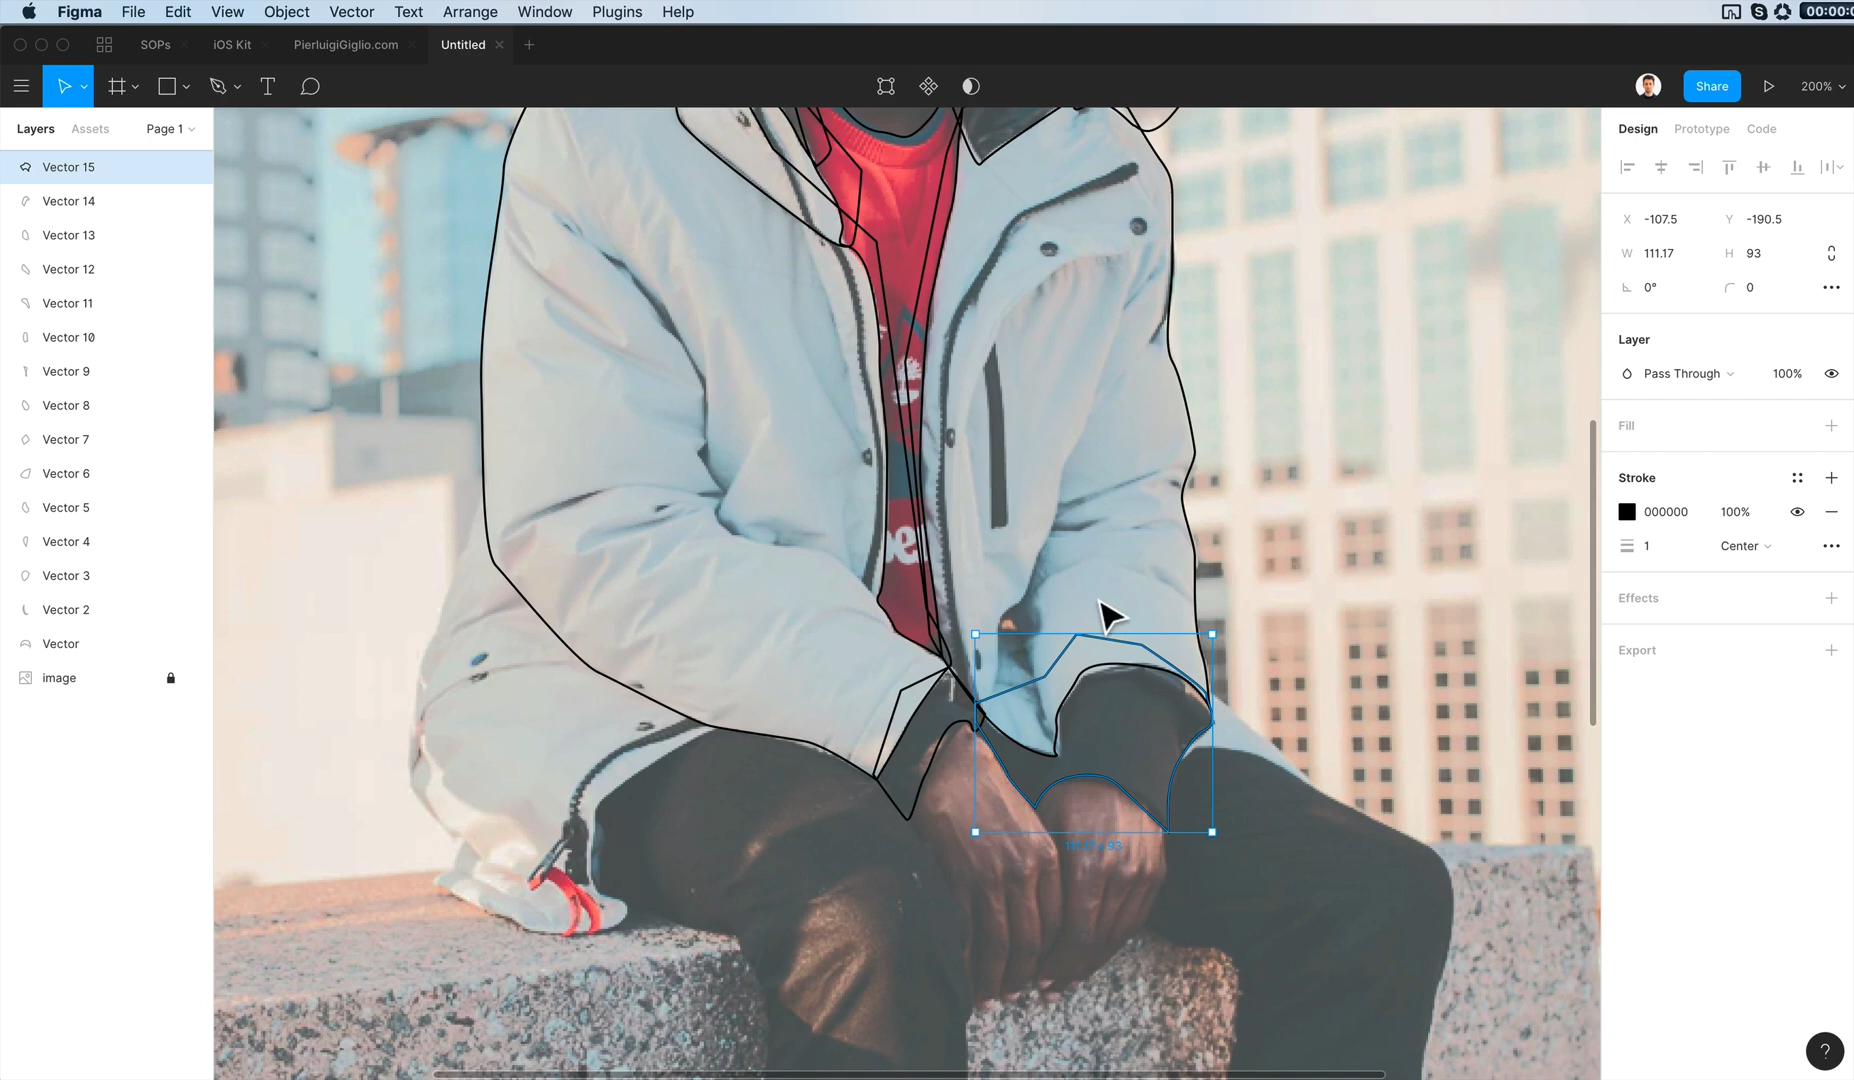 Figma File Edit View Object Vector Text Arrange Window Plugins Help
SOPs iOS Kit PierluigiGiglio.com Untitled
Share 200%
Layers Assets Page 1
Vector 15
Vector 14
Vector 13
Vector 12
Vector 11
Vector 10
Vector 9
Vector 8
Vector 7
Vector 6
Vector 5
Vector 4
Vector 3
Vector 2
Vector
image
111.17 × 93
Design Prototype Code
X -107.5 Y -190.5
W 111.17 H 93
0° 0
Layer
Pass Through 100%
Fill
Stroke
000000 100%
1 Center
Effects
Export
?